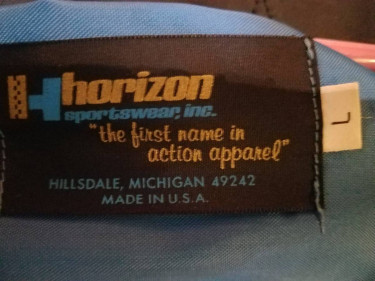 horizon
sportswear, inc.
"the first name in
action apparel"
HILLSDALE, MICHIGAN 49242
MADE IN U.S.A.
L